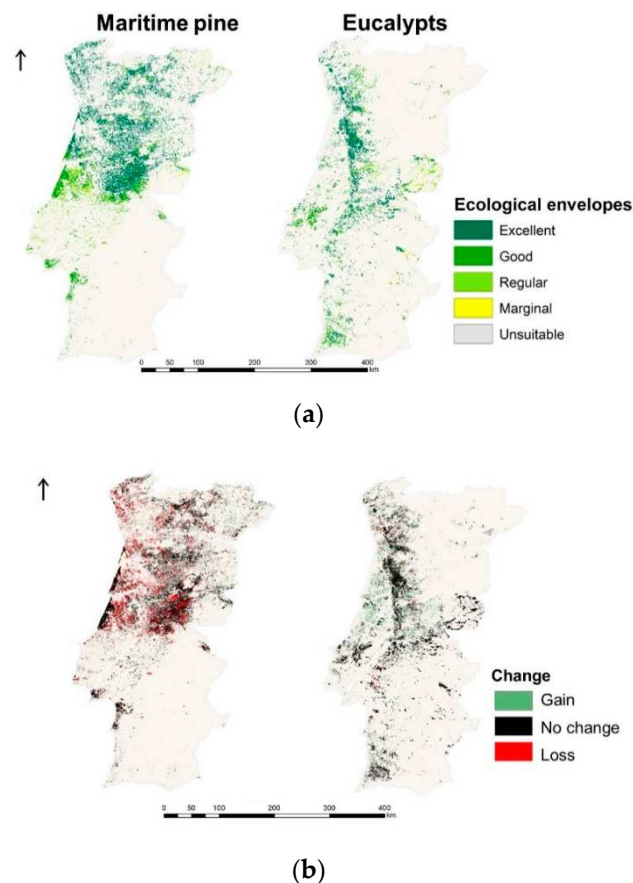 Maritime pine Eucalypts
Ecological envelopes
Excellent
Good
Regular
Marginal
Unsuitable
0 50 100 200 300 400
km
(a)
Change
Gain
No change
Loss
0 50 100 200 300 400
km
(b)